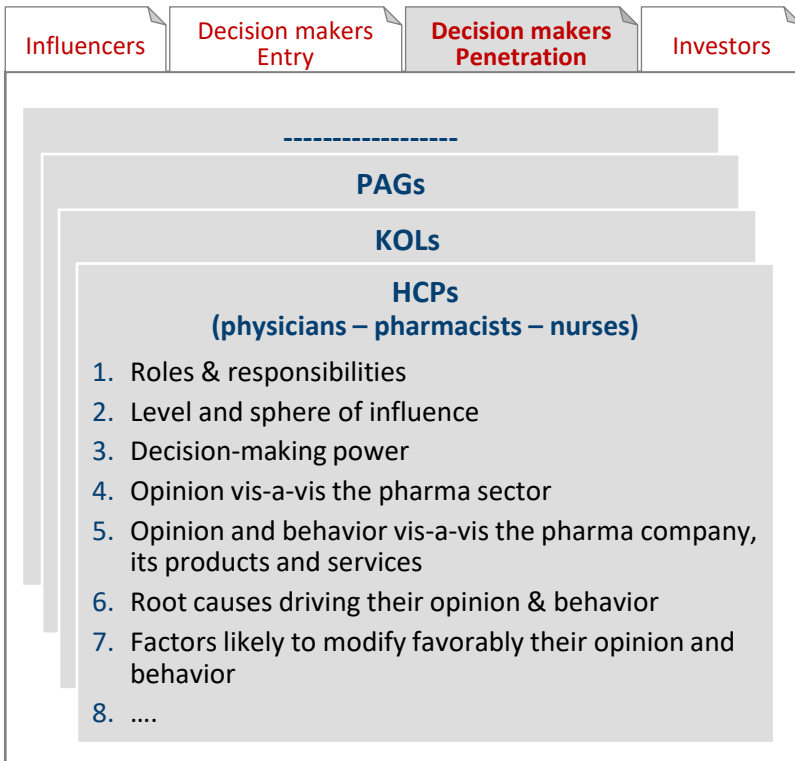 Influencers
Decision makers
Entry
Decision makers
Penetration
Investors
------------------
PAGs
KOLs
HCPs
(physicians – pharmacists – nurses)
1. Roles & responsibilities
2. Level and sphere of influence
3. Decision-making power
4. Opinion vis-a-vis the pharma sector
5. Opinion and behavior vis-a-vis the pharma company,
its products and services
6. Root causes driving their opinion & behavior
7. Factors likely to modify favorably their opinion and
behavior
8. ....